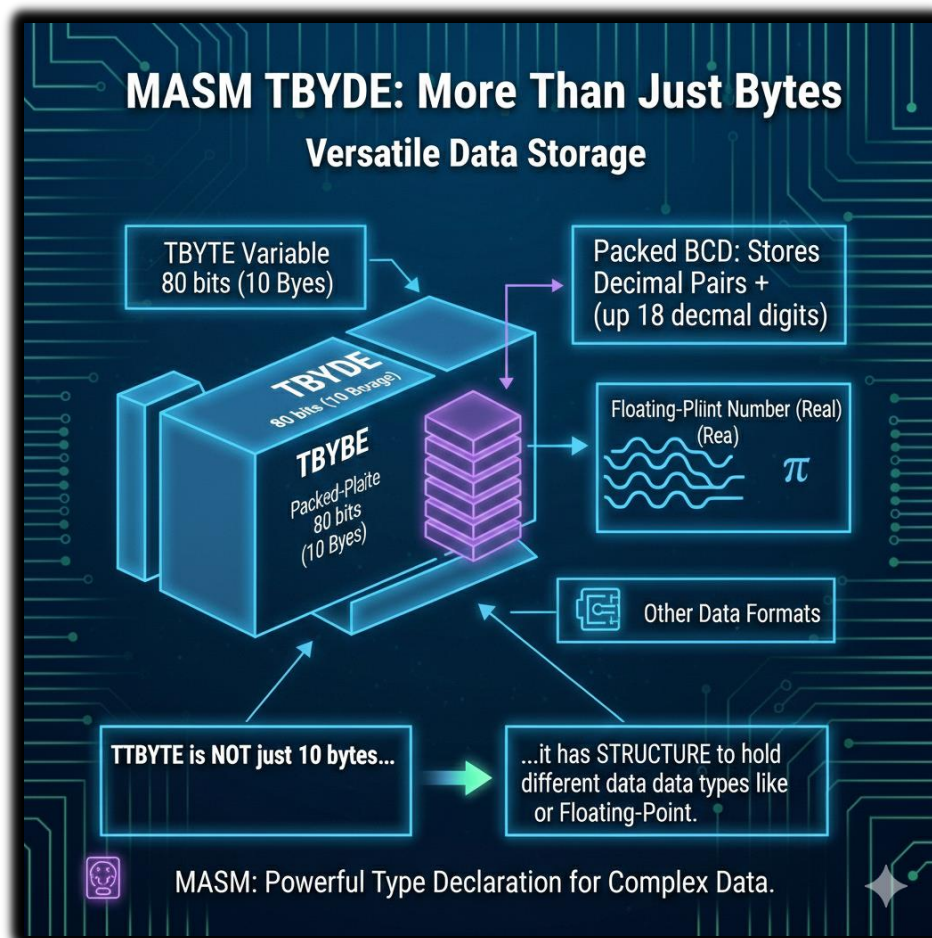 MASM TBYDE: More Than Just Bytes
Versatile Data Storage
TBYTE Variable
80 bits (10 Byes)
Packed BCD: Stores
Decimal Pairs +
(up 18 decmal digits)
TBYDE
80 bits (10 Bovage)
TBYBE
Packed-Plaite
80 bits
(10 Byes)
Floating-Pliint Number (Real)
(Rea)
π
Other Data Formats
TTBYTE is NOT just 10 bytes...
...it has STRUCTURE to hold
different data data types like
or Floating-Point.
MASM: Powerful Type Declaration for Complex Data.